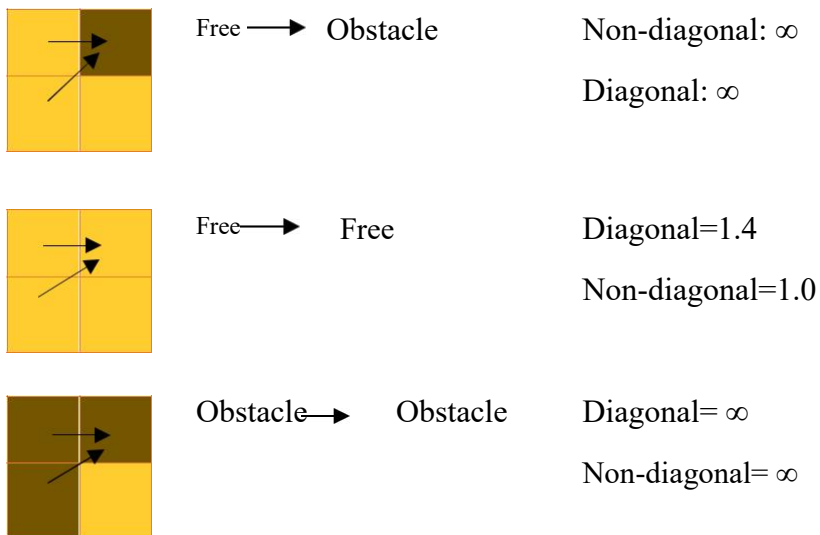 Free Obstacle Non-diagonal: ∞
Diagonal: ∞
Free Free Diagonal=1.4
Non-diagonal=1.0
Obstacle Obstacle Diagonal= ∞
Non-diagonal= ∞